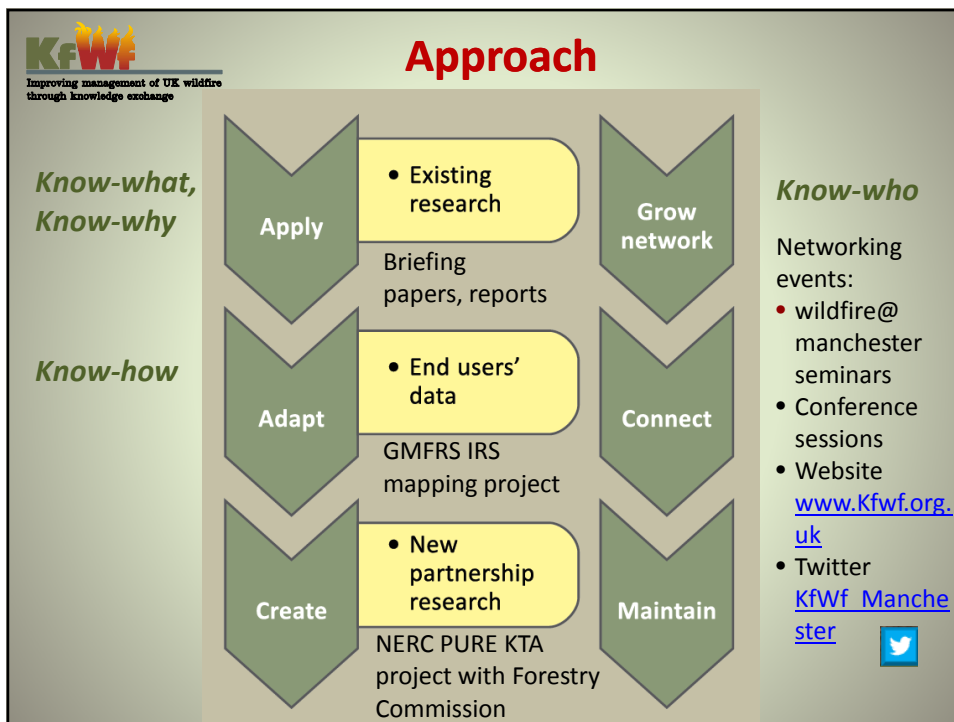 KfWf
Improving management of UK wildfire
through knowledge exchange
Approach
Know-what,
Know-why
Apply
• Existing
research
Briefing
papers, reports
Know-how
Adapt
• End users'
data
GMFRS IRS
mapping project
Create
• New
partnership
research
NERC PURE KTA
project with Forestry
Commission
Grow
network
Connect
Maintain
Know-who
Networking
events:
• wildfire@
manchester
seminars
• Conference
sessions
• Website
www.Kfwf.org.
uk
• Twitter
KfWf_Manche
ster